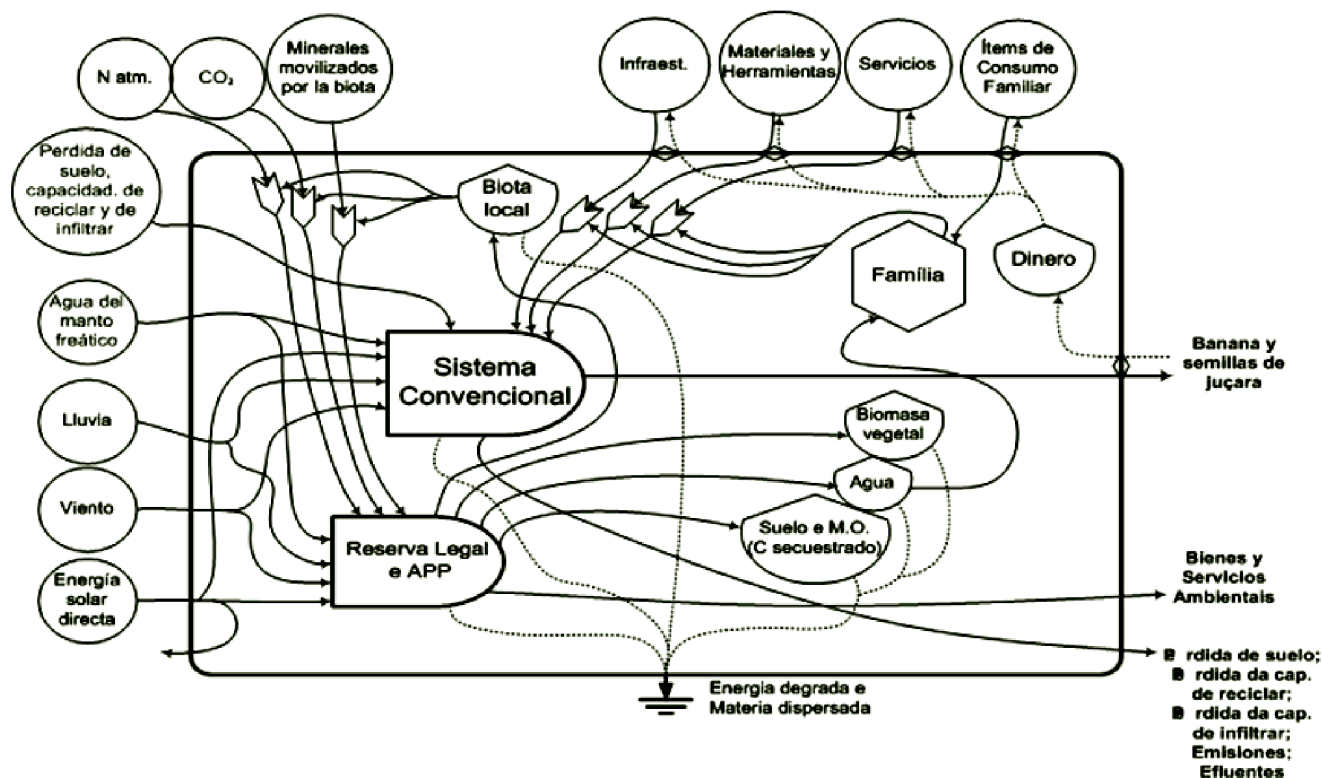 N atm.
CO₂
Minerales
movilizados
por la biota
Infraest.
Materiales y
Herramientas
Servicios
Ítems de
Consumo
Familiar
Perdida de
suelo,
capacidad. de
reciclar y de
infiltrar
Biota
local
Família
Dinero
Agua del
manto
freático
Sistema
Convencional
Banana y
semillas de
juçara
Lluvia
Biomasa
vegetal
Agua
Viento
Suelo e M.O.
(C secuestrado)
Reserva Legal
e APP
Energía
solar
directa
Bienes y
Servicios
Ambientais
Energia degrada e
Materia dispersada
rdida de suelo;
rdida da cap.
de reciclar;
rdida da cap.
de infiltrar;
Emisiones;
Efluentes